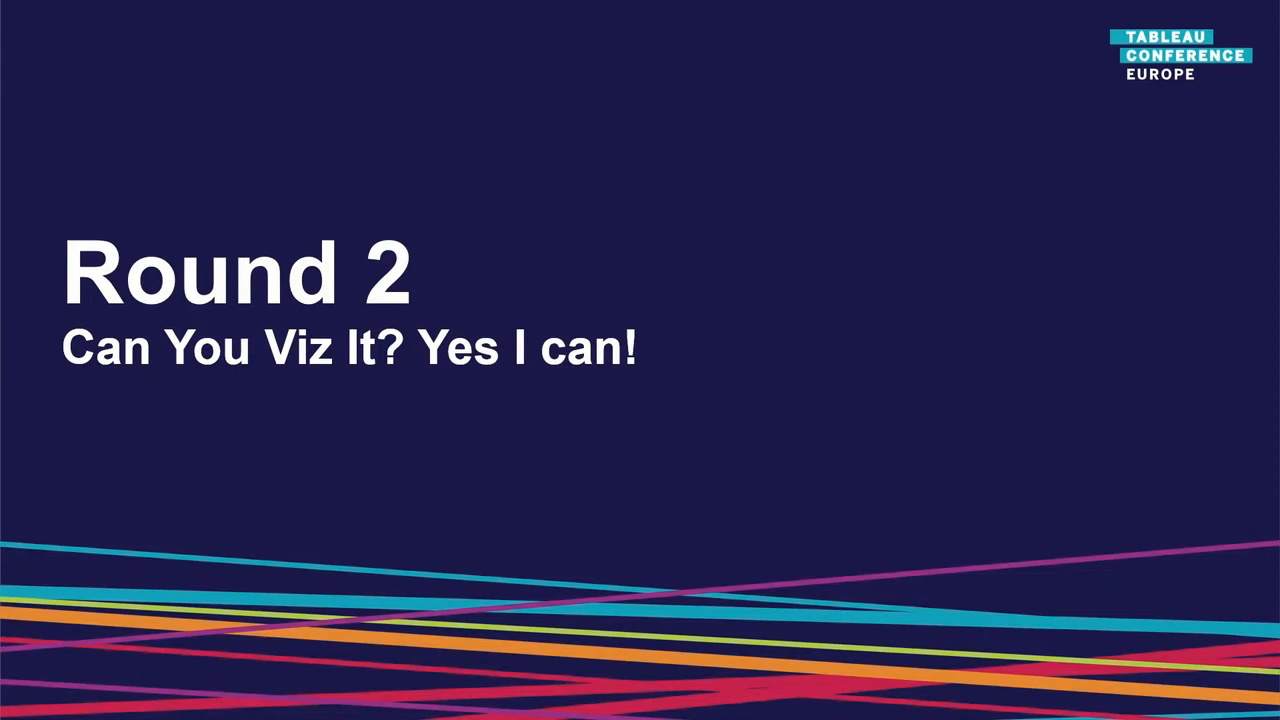 TABLEAU
CONFERENCE
EUROPE
Round 2
Can You Viz It? Yes I can!